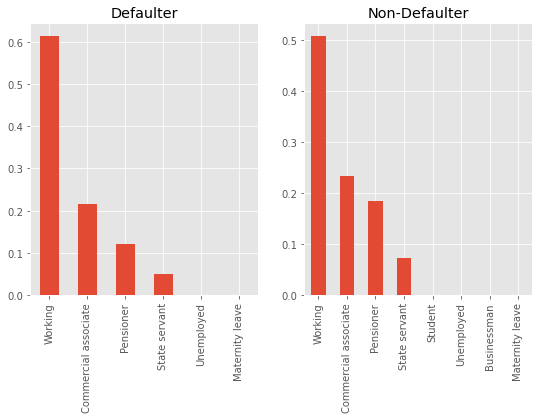 Defaulter
0.6
0.5
0.4
0.3
0.2
0.1
0.0
Working
Commercial associate
Pensioner
State servant
Unemployed
Maternity leave
Non-Defaulter
0.5
0.4
0.3
0.2
0.1
0.0
Working
Commercial associate
Pensioner
State servant
Student
Unemployed
Businessman
Maternity leave